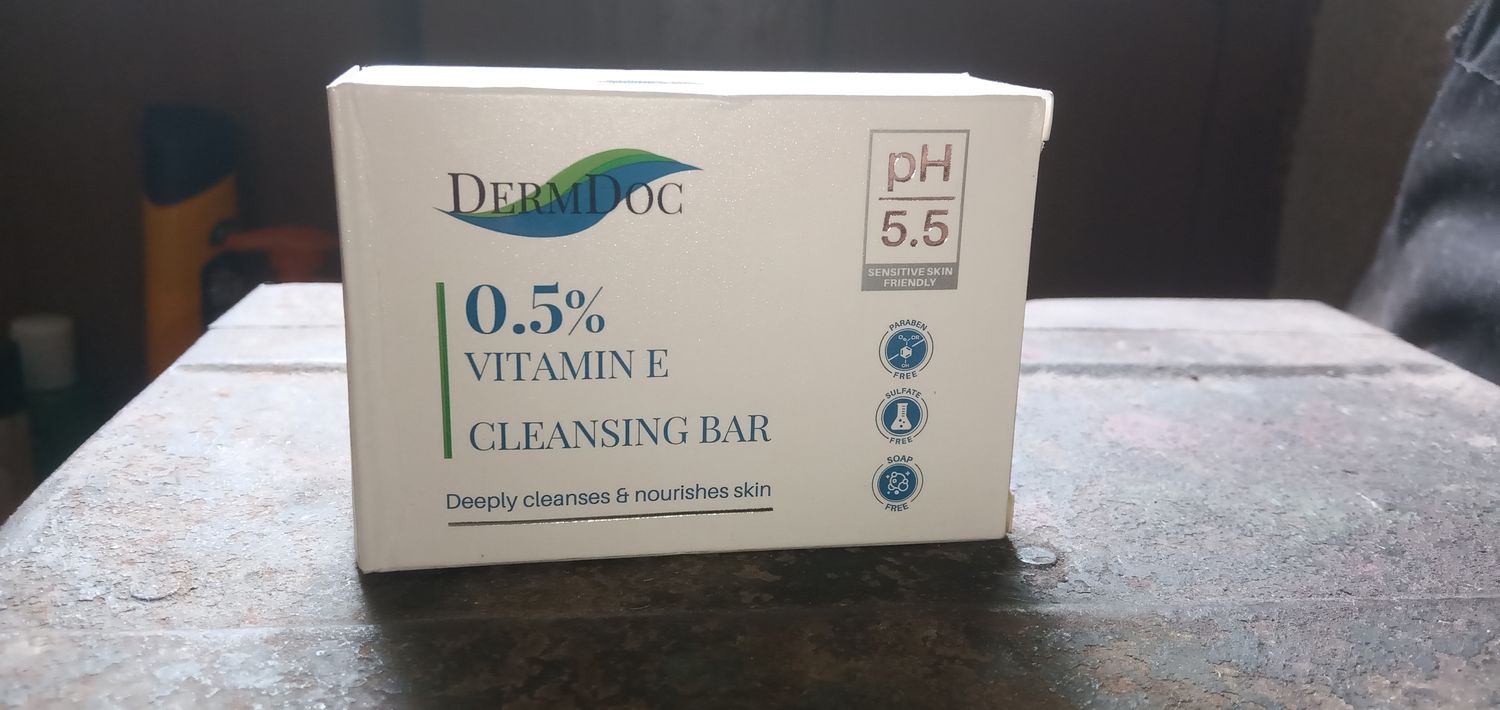 DERMDOC
0.5%
VITAMIN E
CLEANSING BAR
Deeply cleanses & nourishes skin
pH
5.5
SENSITIVE SKIN
FRIENDLY
PARABEN
FREE
SULFATE
FREE
SOAP
FREE